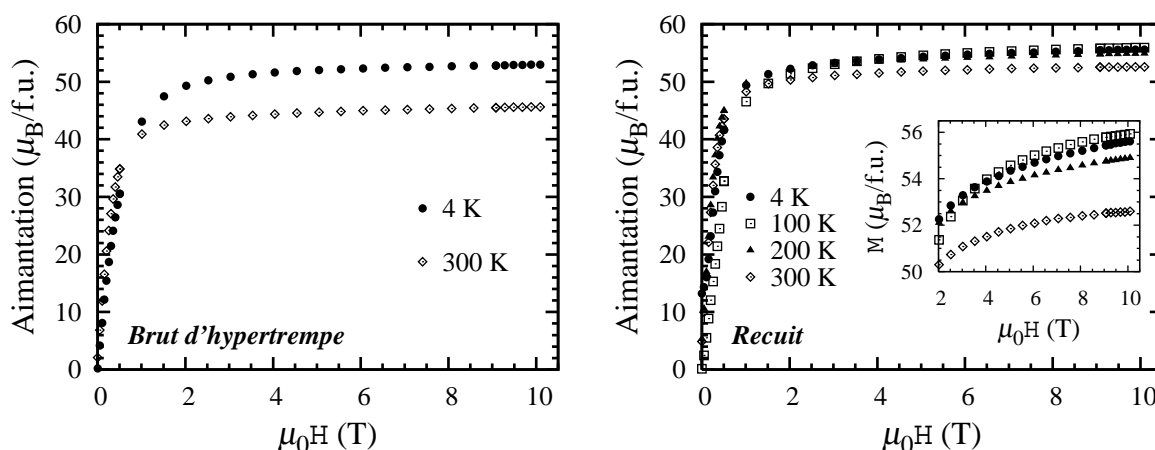 60
50
40
30
20
10
0
0 2 4 6 8 10
Aimantation (μB/f.u.)
μ0H (T)
4 K
300 K
Brut d'hypertrempe
60
50
40
30
20
10
0
0 2 4 6 8 10
Aimantation (μB/f.u.)
μ0H (T)
4 K
100 K
200 K
300 K
Recuit
56
54
52
50
2 4 6 8 10
M (μB/f.u.)
μ0H (T)